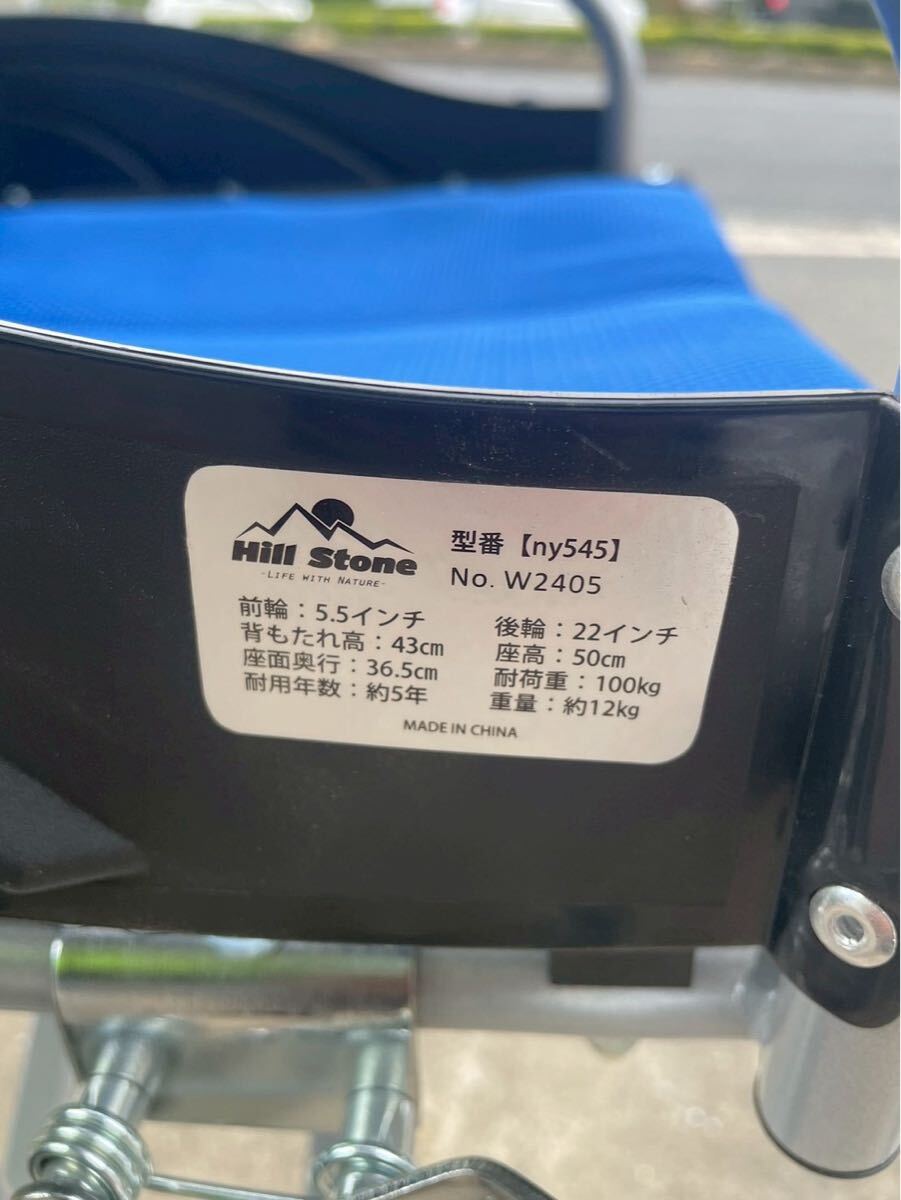 Hill Stone
-LIFE WITH NATURE-
型番【ny545】
No. W2405
前輪：5.5インチ
背もたれ高：43㎝
座面奥行：36.5㎝
耐用年数：約5年
後輪：22インチ
座高：50㎝
耐荷重：100kg
重量：約12kg
MADE IN CHINA